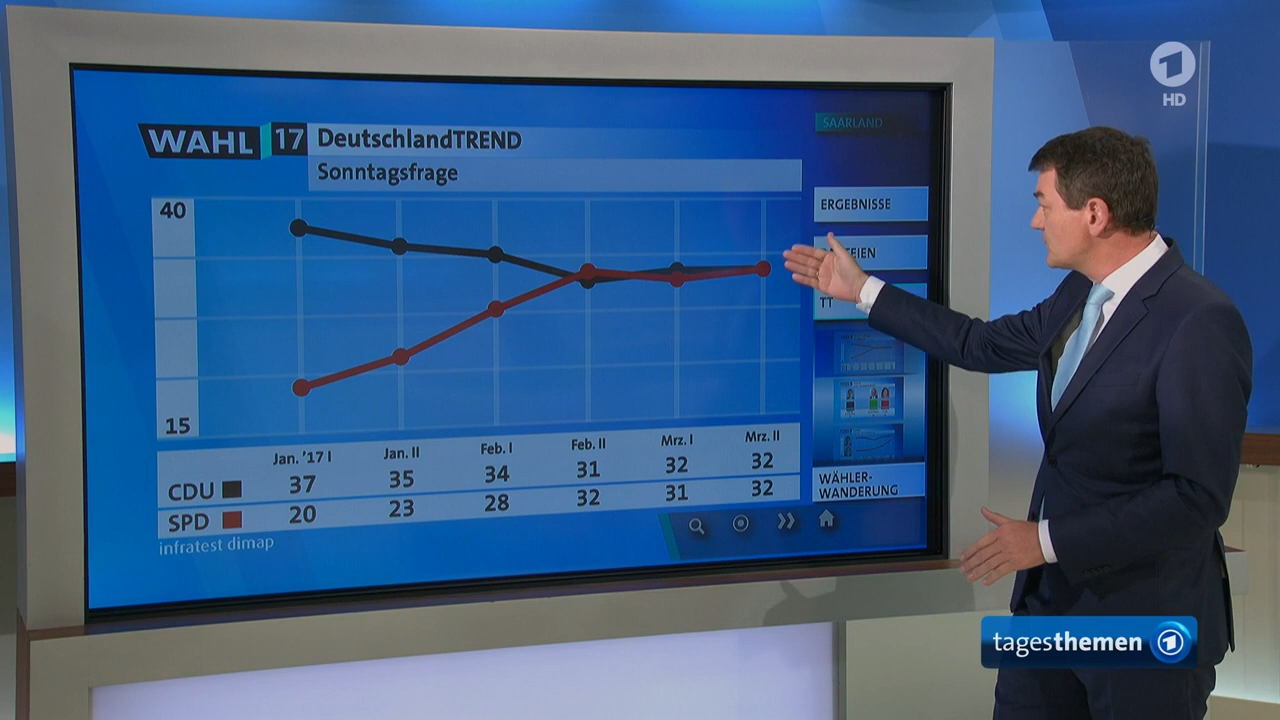 HD
WAHL 17
DeutschlandTREND
Sonntagsfrage
SAARLAND
ERGEBNISSE
TT
WÄHLER-
WANDERUNG
40
15
Jan. '17 I Jan. II Feb. I Feb. II Mrz. I Mrz. II
CDU 37 35 34 31 32 32
SPD 20 23 28 32 31 32
infratest dimap
tagesthemen